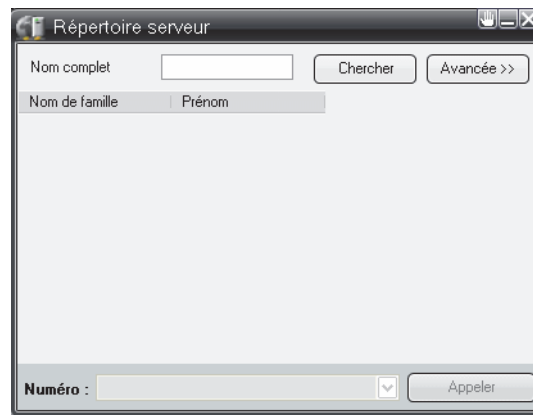 Répertoire serveur
Nom complet Chercher Avancée >>
Nom de famille Prénom
Numéro : Appeler